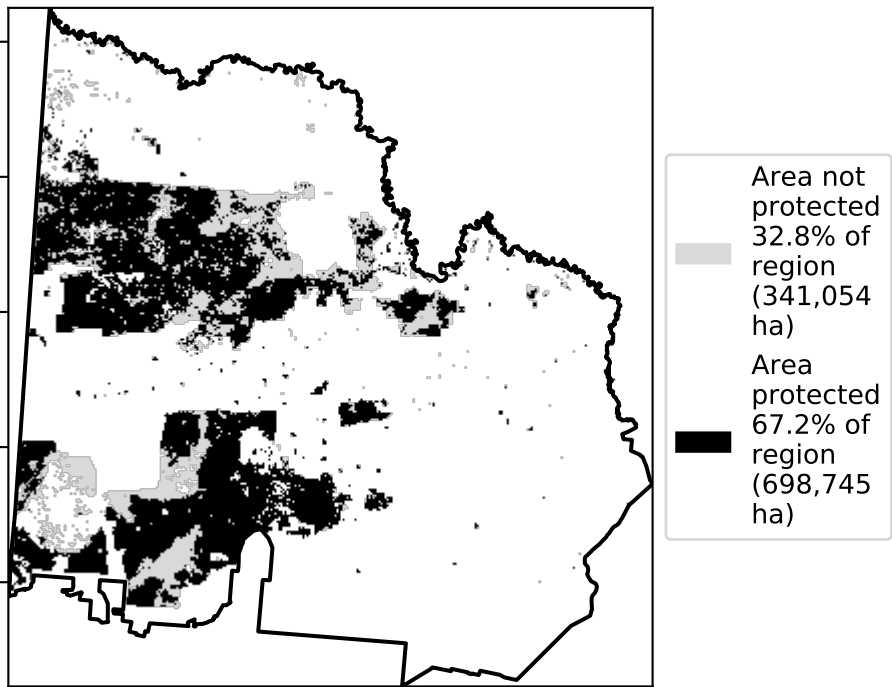 Area not
protected
32.8% of
region
(341,054
ha)
Area
protected
67.2% of
region
(698,745
ha)